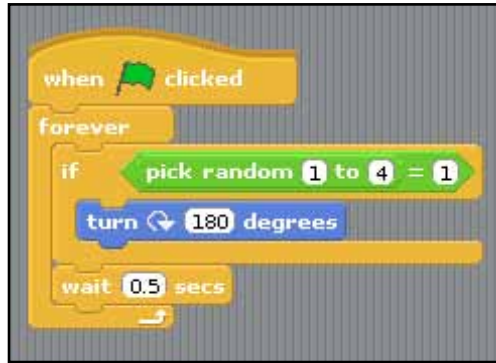 when clicked
forever
if pick random 1 to 4 = 1
turn 180 degrees
wait 0.5 secs